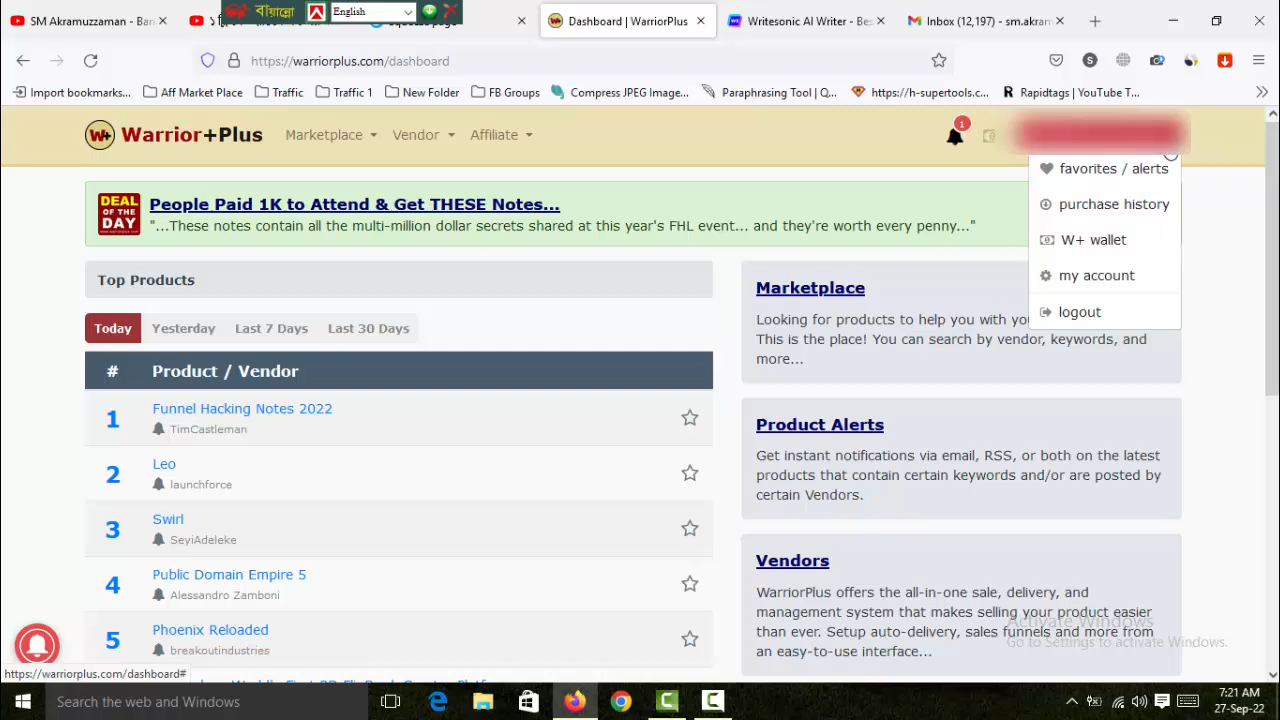 SM Akramuzzaman - Ban
বায়ান্নো
English
Dashboard | WarriorPlus
Writesonic AI Writer - Bes
Inbox (12,197) - sm.akram
https://warriorplus.com/dashboard
Import bookmarks...
Aff Market Place
Traffic
Traffic 1
New Folder
FB Groups
Compress JPEG Image...
Paraphrasing Tool | Q...
https://h-supertools.c...
Rapidtags | YouTube T...
W+ Warrior+Plus
Marketplace
Vendor
Affiliate
1
favorites / alerts
purchase history
W+ wallet
my account
logout
DEAL OF THE DAY
People Paid 1K to Attend & Get THESE Notes...
"...These notes contain all the multi-million dollar secrets shared at this year's FHL event... and they're worth every penny..."
Top Products
Today Yesterday Last 7 Days Last 30 Days
# Product / Vendor
1 Funnel Hacking Notes 2022
TimCastleman
2 Leo
launchforce
3 Swirl
SeyiAdeleke
4 Public Domain Empire 5
Alessandro Zamboni
5 Phoenix Reloaded
breakoutindustries
Marketplace
Looking for products to help you with you
This is the place! You can search by vendor, keywords, and
more...
Product Alerts
Get instant notifications via email, RSS, or both on the latest
products that contain certain keywords and/or are posted by
certain Vendors.
Vendors
WarriorPlus offers the all-in-one sale, delivery, and
management system that makes selling your product easier
than ever. Setup auto-delivery, sales funnels and more from
an easy-to-use interface...
Activate Windows
Go to Settings to activate Windows.
https://warriorplus.com/dashboard#
Search the web and Windows
7:21 AM
27-Sep-22